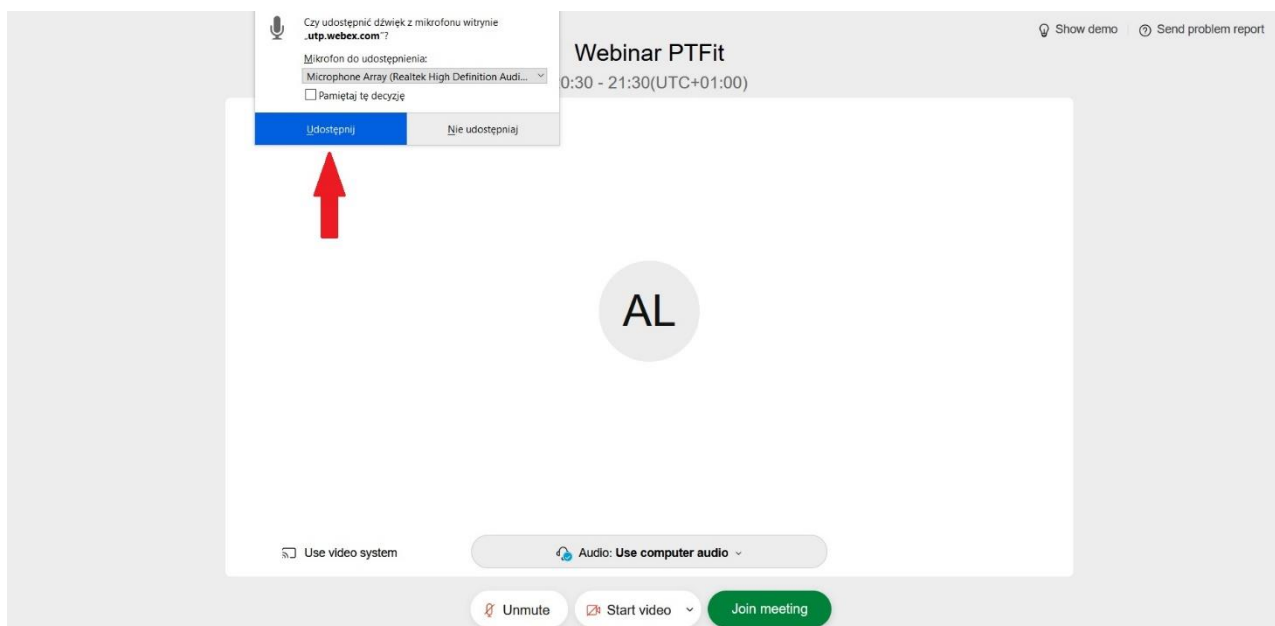 Czy udostępnić dźwięk z mikrofonu witrynie
„utp.webex.com”?
Mikrofon do udostępnienia:
Microphone Array (Realtek High Definition Audi...
Pamiętaj tę decyzję
Udostępnij
Nie udostępniaj
Show demo
Send problem report
Webinar PTFit
0:30 - 21:30(UTC+01:00)
AL
Use video system
Audio: Use computer audio
Unmute
Start video
Join meeting